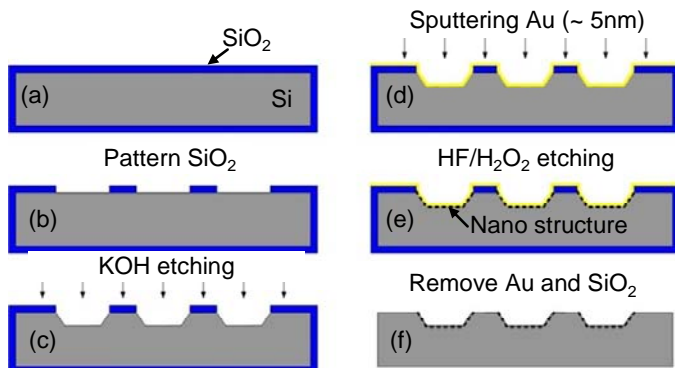 SiO₂
(a)
Si
Pattern SiO₂
(b)
KOH etching
(c)
Sputtering Au (~ 5nm)
(d)
HF/H₂O₂ etching
(e)
Nano structure
Remove Au and SiO₂
(f)